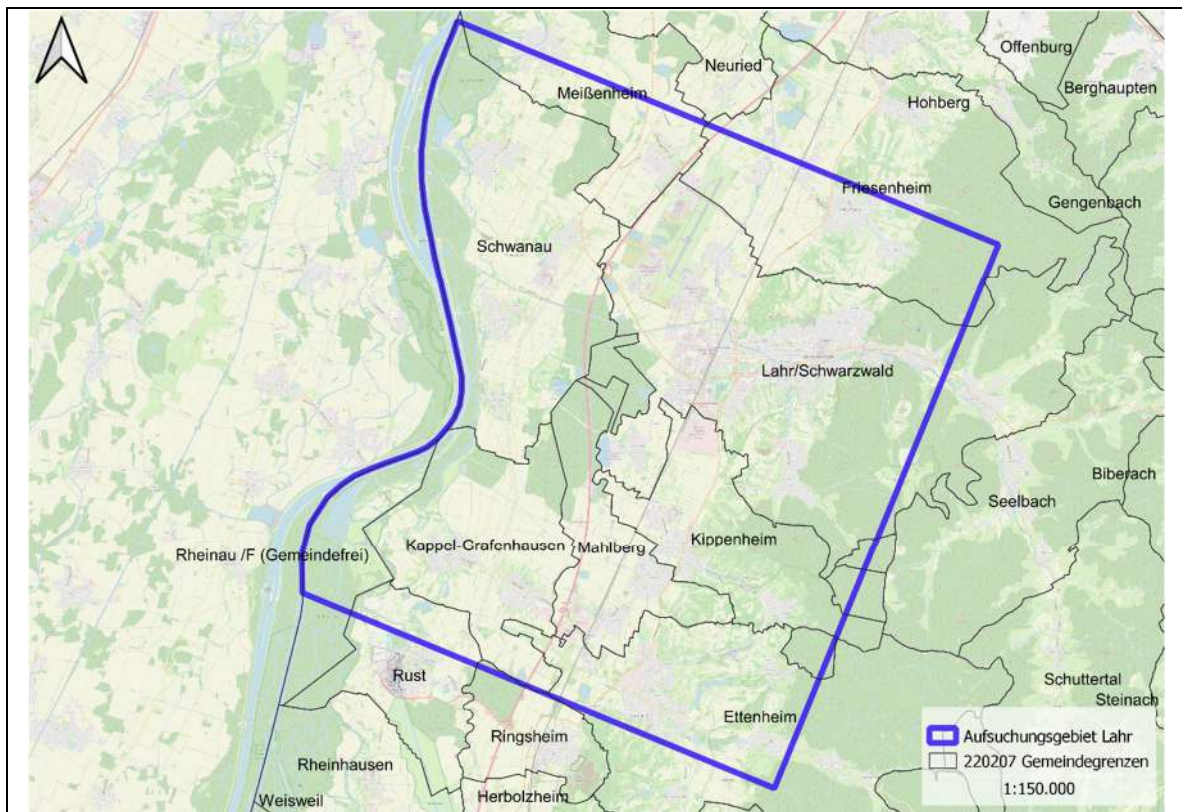 Offenburg
Neuried
Berghaupten
Meißenheim
Hohberg
Friesenheim
Gengenbach
Schwanau
Lahr/Schwarzwald
Biberach
Seelbach
Kippenheim
Kappel-Grafenhausen
Mahlberg
Rheinau /F (Gemeindefrei)
Rust
Schuttertal
Steinach
Ettenheim
Ringsheim
Rheinhausen
Herbolzheim
Weisweil
Aufsuchungsgebiet Lahr
220207 Gemeindegrenzen
1:150.000